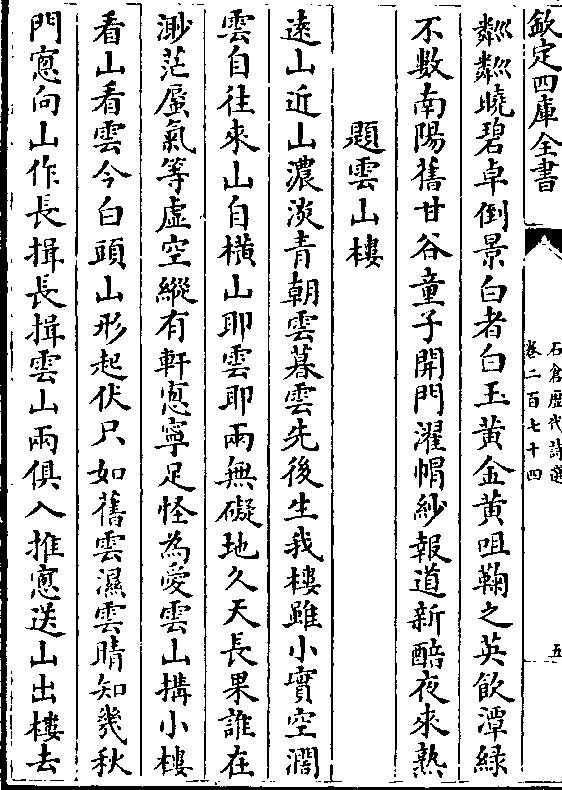 欽定四庫全書
石倉歷代詩選
卷二百七十四
五
粼粼曉碧卓倒景白者白玉黄金黄咀鞠之英飲潭緑
不數南陽舊甘谷童子開門濯帽紗報道新醅夜來熟
題雲山樓
遠山近山濃淡青朝雲暮雲先後生我樓雖小實空濶
雲自往來山自橫山耶雲耶兩無礙地久天長果誰在
渺茫蜃氣等虛空縱有軒窻寧足怪為愛雲山搆小樓
看山看雲今白頭山形起伏只如舊雲濕雲晴知幾秋
門窻向山作長揖長揖雲山兩俱入推窻送山出樓去